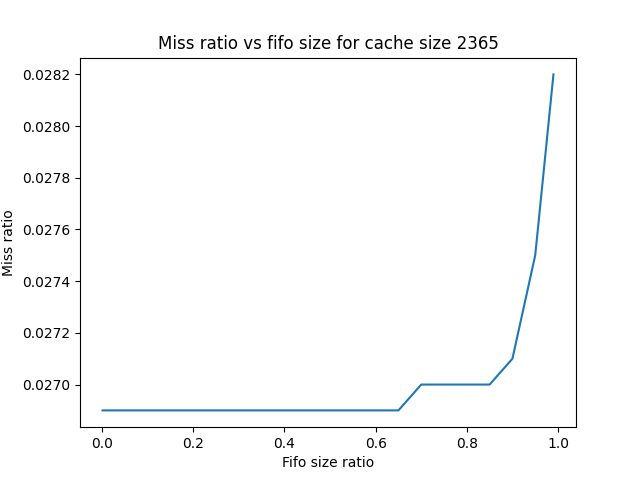 Miss ratio vs fifo size for cache size 2365
0.0282
0.0280
0.0278
0.0276
0.0274
0.0272
0.0270
Miss ratio
0.0 0.2 0.4 0.6 0.8 1.0
Fifo size ratio